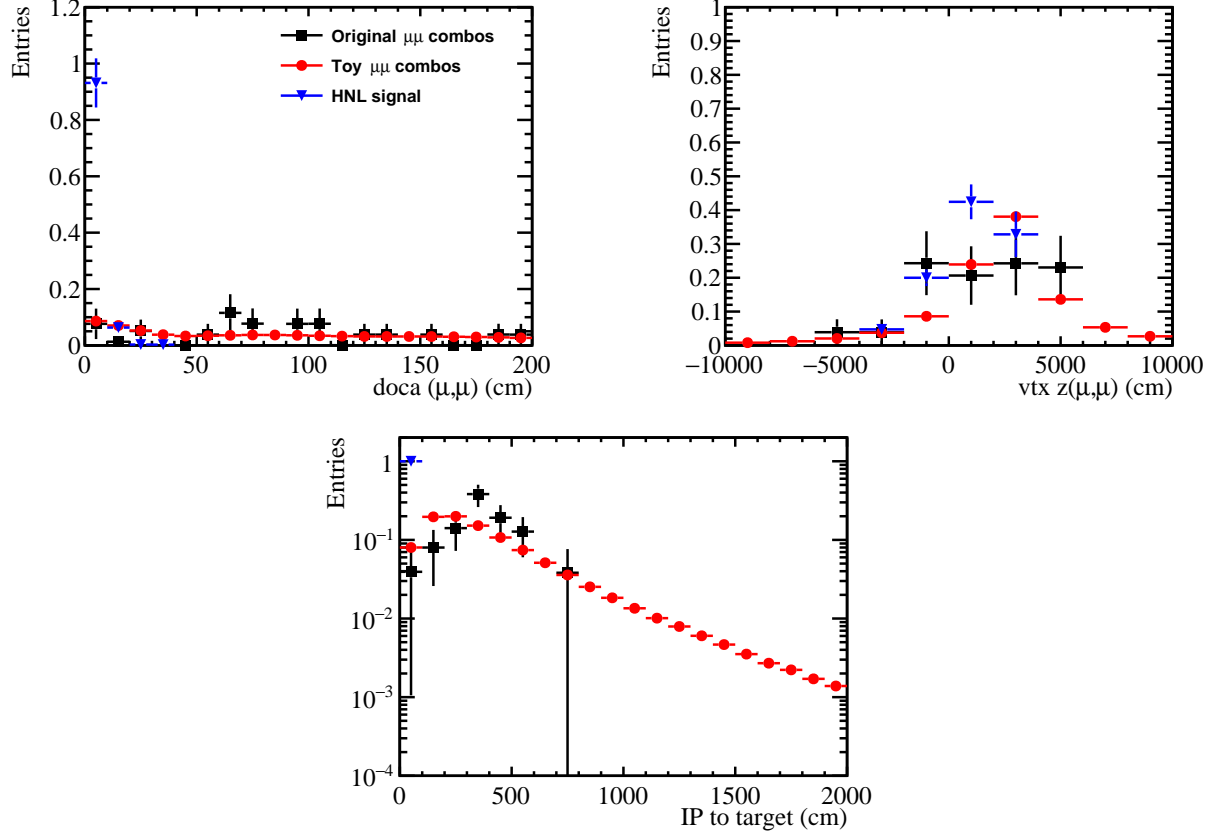 Entries
1.2
1
0.8
0.6
0.4
0.2
0
0 50 100 150 200
doca (μ,μ) (cm)
Original μμ combos
Toy μμ combos
HNL signal
Entries
1
0.9
0.8
0.7
0.6
0.5
0.4
0.3
0.2
0.1
0
−10000 −5000 0 5000 10000
vtx z(μ,μ) (cm)
Entries
1
10−1
10−2
10−3
10−4
0 500 1000 1500 2000
IP to target (cm)